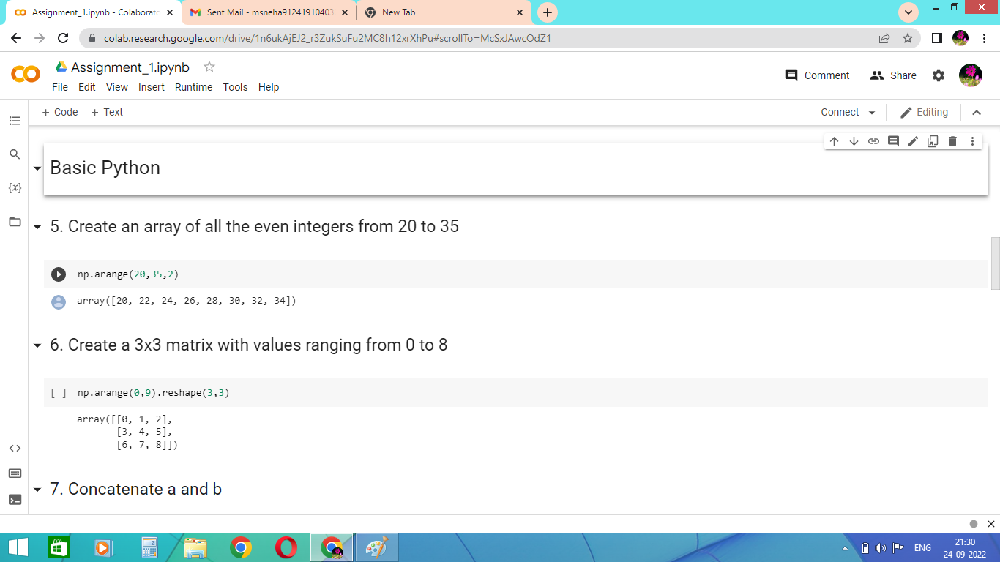 Assignment_1.ipynb - Colaborato
Sent Mail - msneha91241910403
New Tab
colab.research.google.com/drive/1n6ukAjEJ2_r3ZukSuFu2MC8h12xrXhPu#scrollTo=McSxJAwcOdZ1
CO
Assignment_1.ipynb
File Edit View Insert Runtime Tools Help
Comment
Share
+ Code + Text
Connect
Editing
{x}
Basic Python
5. Create an array of all the even integers from 20 to 35
np.arange(20,35,2)
array([20, 22, 24, 26, 28, 30, 32, 34])
6. Create a 3x3 matrix with values ranging from 0 to 8
[ ] np.arange(0,9).reshape(3,3)
array([[0, 1, 2],
[3, 4, 5],
[6, 7, 8]])
7. Concatenate a and b
ENG
21:30
24-09-2022